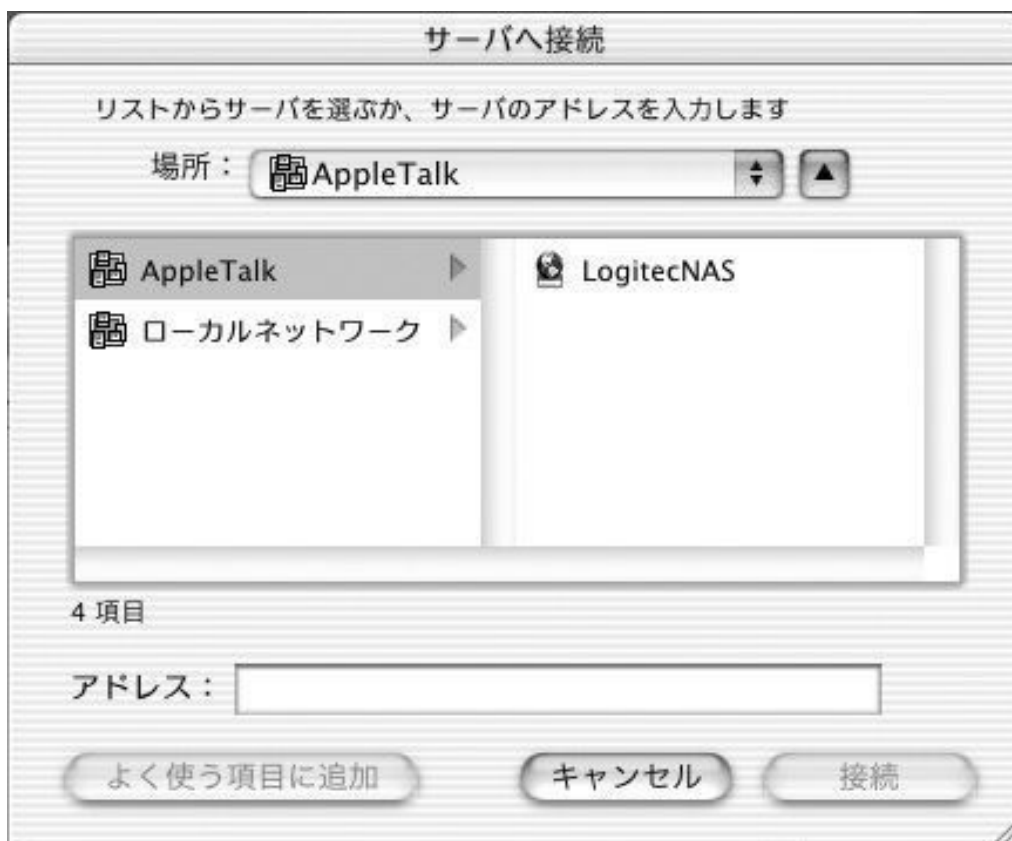 サーバへ接続
リストからサーバを選ぶか、サーバのアドレスを入力します
場所：AppleTalk
AppleTalk LogitecNAS
ローカルネットワーク
4 項目
アドレス：
よく使う項目に追加 キャンセル 接続